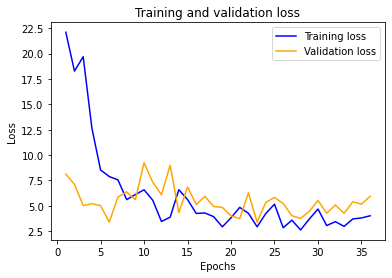 Training and validation loss
Training loss
Validation loss
22.5
20.0
17.5
15.0
12.5
10.0
7.5
5.0
2.5
Loss
0 5 10 15 20 25 30 35
Epochs